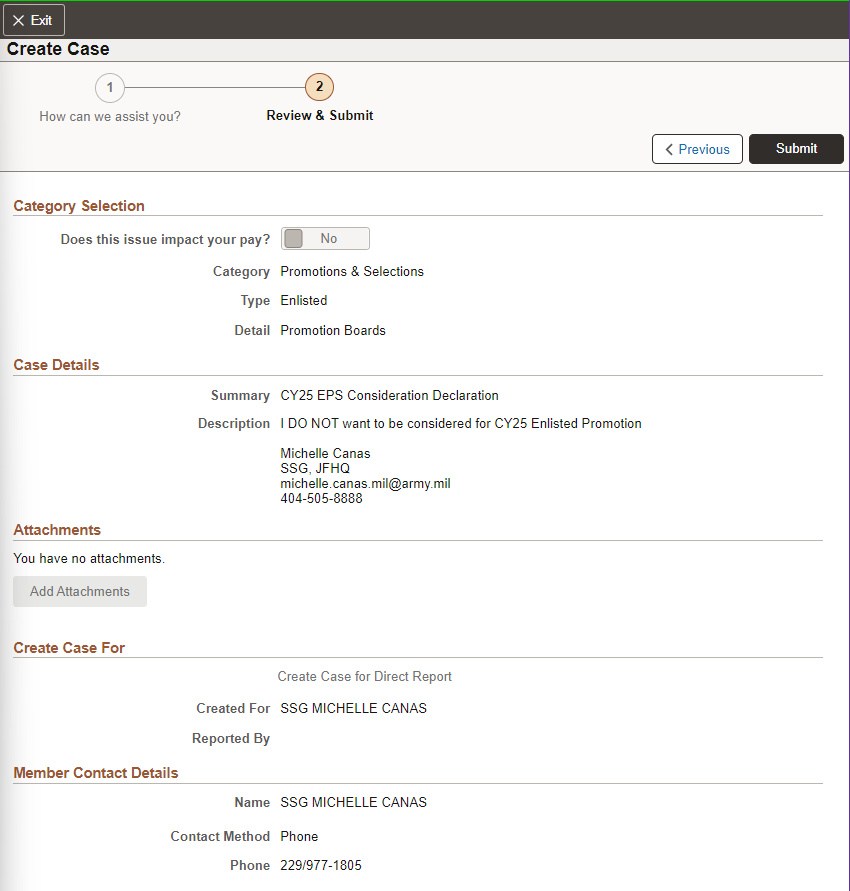 Exit
Create Case
1
2
How can we assist you?
Review & Submit
Previous
Submit
Category Selection
Does this issue impact your pay? No
Category Promotions & Selections
Type Enlisted
Detail Promotion Boards
Case Details
Summary CY25 EPS Consideration Declaration
Description I DO NOT want to be considered for CY25 Enlisted Promotion
Michelle Canas
SSG, JFHQ
michelle.canas.mil@army.mil
404-505-8888
Attachments
You have no attachments.
Add Attachments
Create Case For
Create Case for Direct Report
Created For SSG MICHELLE CANAS
Reported By
Member Contact Details
Name SSG MICHELLE CANAS
Contact Method Phone
Phone 229/977-1805